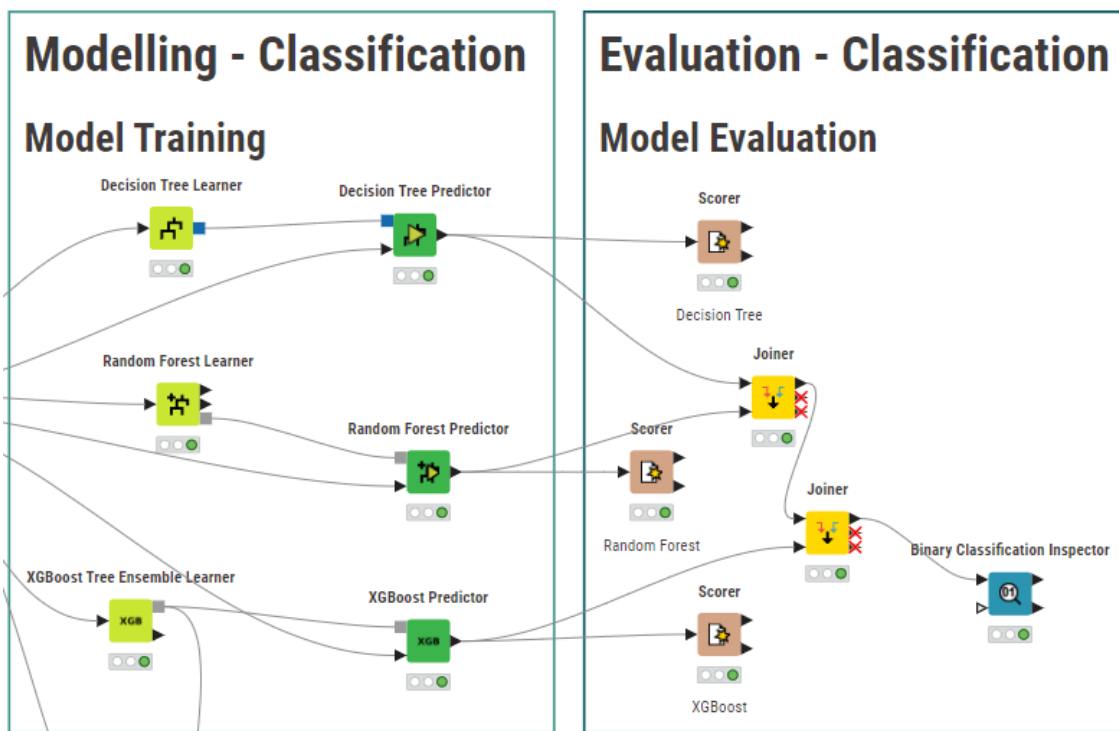 Modelling - Classification
Model Training
Decision Tree Learner
Decision Tree Predictor
Random Forest Learner
Random Forest Predictor
XGBoost Tree Ensemble Learner
XGB
XGBoost Predictor
XGB
Evaluation - Classification
Model Evaluation
Scorer
Decision Tree
Joiner
Scorer
Random Forest
Joiner
Binary Classification Inspector
01
Scorer
XGBoost